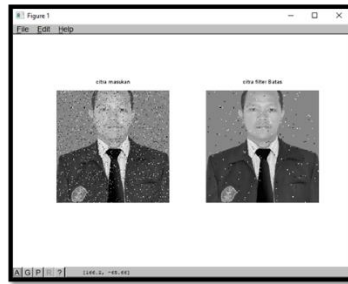 Figure 1
File Edit Help
citra masukan
citra filter Batas
A G P R ?